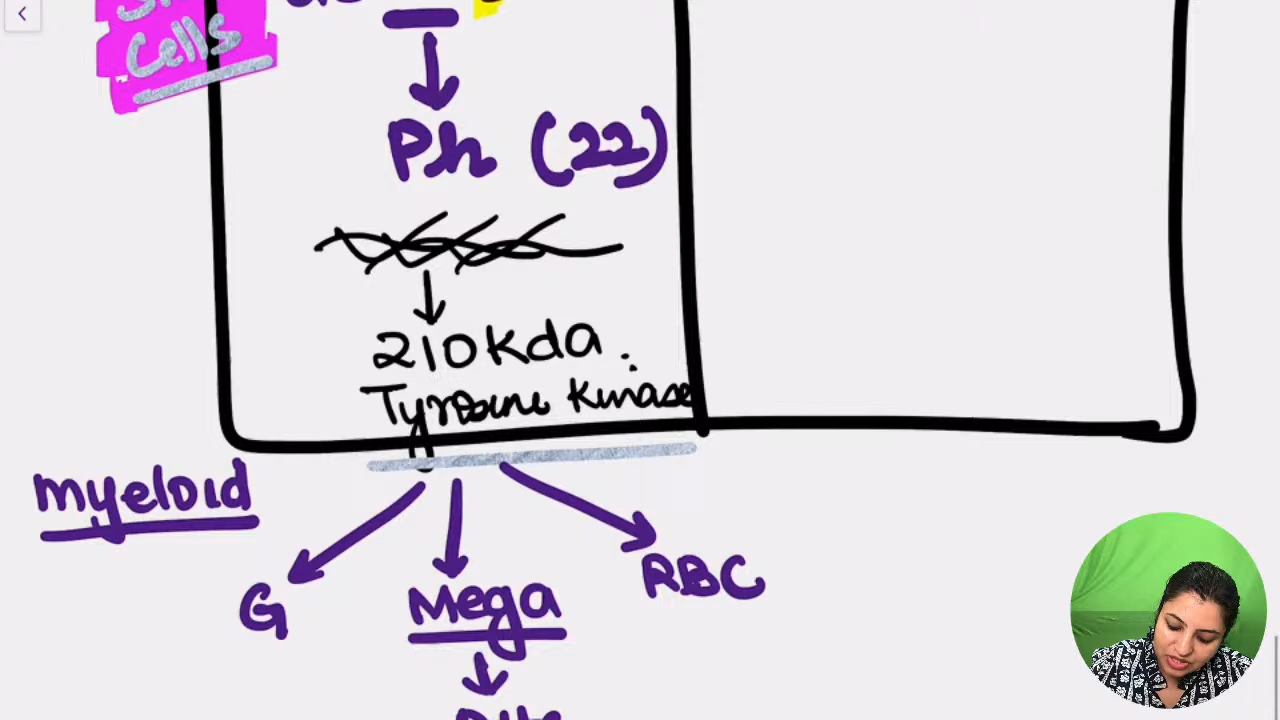 Cells
Ph (22)
210Kda.
Tyrosine Kinase
myeloid
G
Mega
RBC